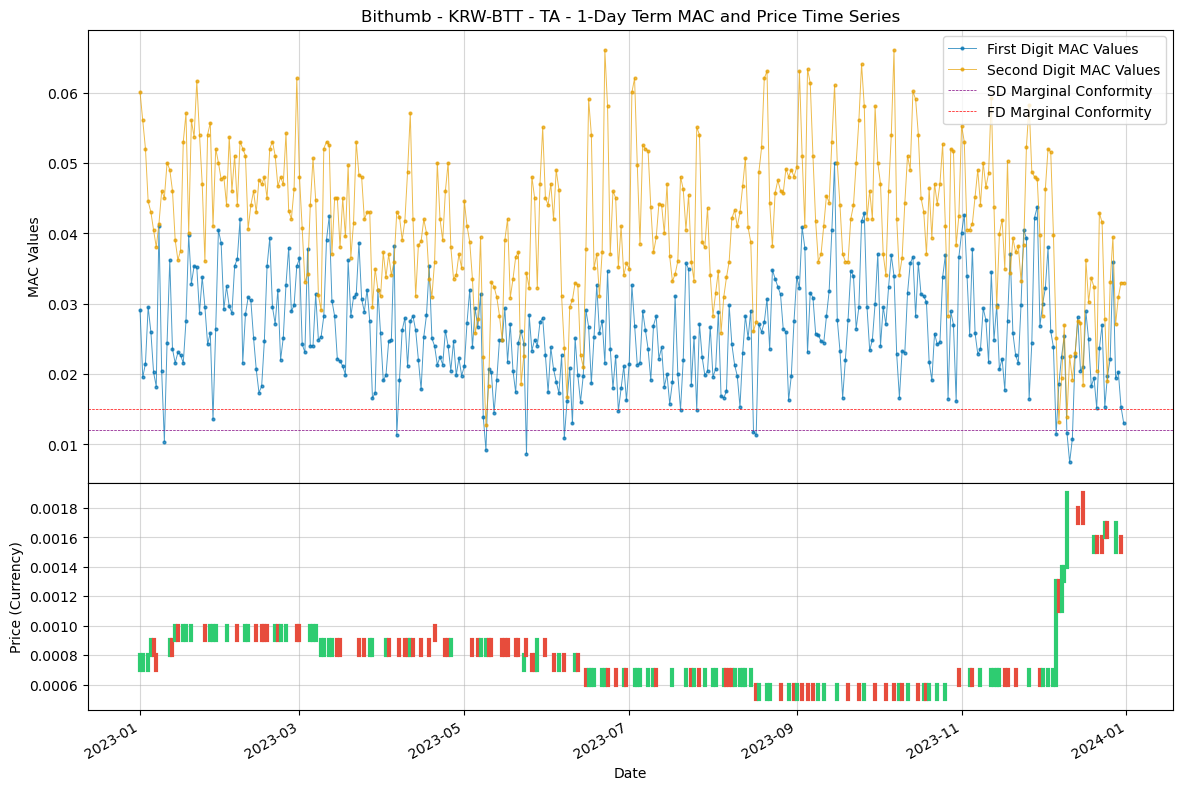 Bithumb - KRW-BTT - TA - 1-Day Term MAC and Price Time Series
First Digit MAC Values
Second Digit MAC Values
SD Marginal Conformity
FD Marginal Conformity
MAC Values
0.06
0.05
0.04
0.03
0.02
0.01
Price (Currency)
0.0018
0.0016
0.0014
0.0012
0.0010
0.0008
0.0006
2023-01
2023-03
2023-05
2023-07
2023-09
2023-11
2024-01
Date